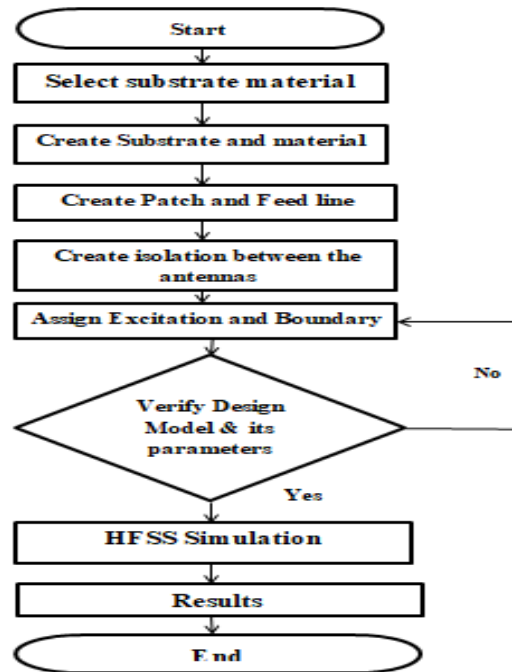 Start
Select substrate material
Create Substrate and material
Create Patch and Feed line
Create isolation between the
antennas
Assign Excitation and Boundary
No
Verify Design
Model & its
parameters
Yes
HFSS Simulation
Results
End